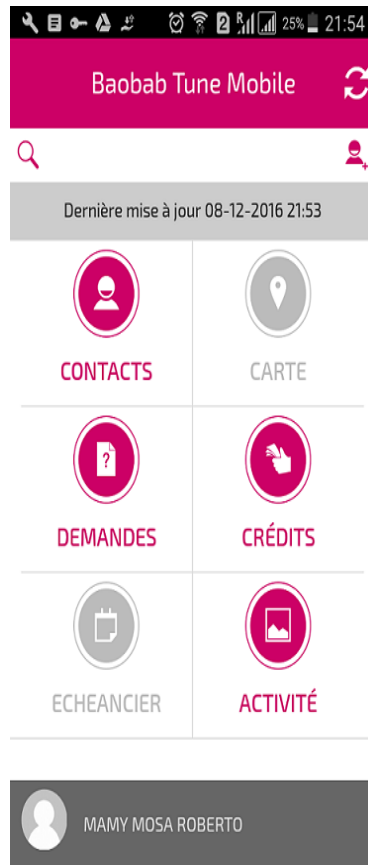 2 R 25% 21:54
Baobab Tune Mobile
Dernière mise à jour 08-12-2016 21:53
CONTACTS
CARTE
?
DEMANDES
CRÉDITS
ECHEANCIER
ACTIVITÉ
MAMY MOSA ROBERTO